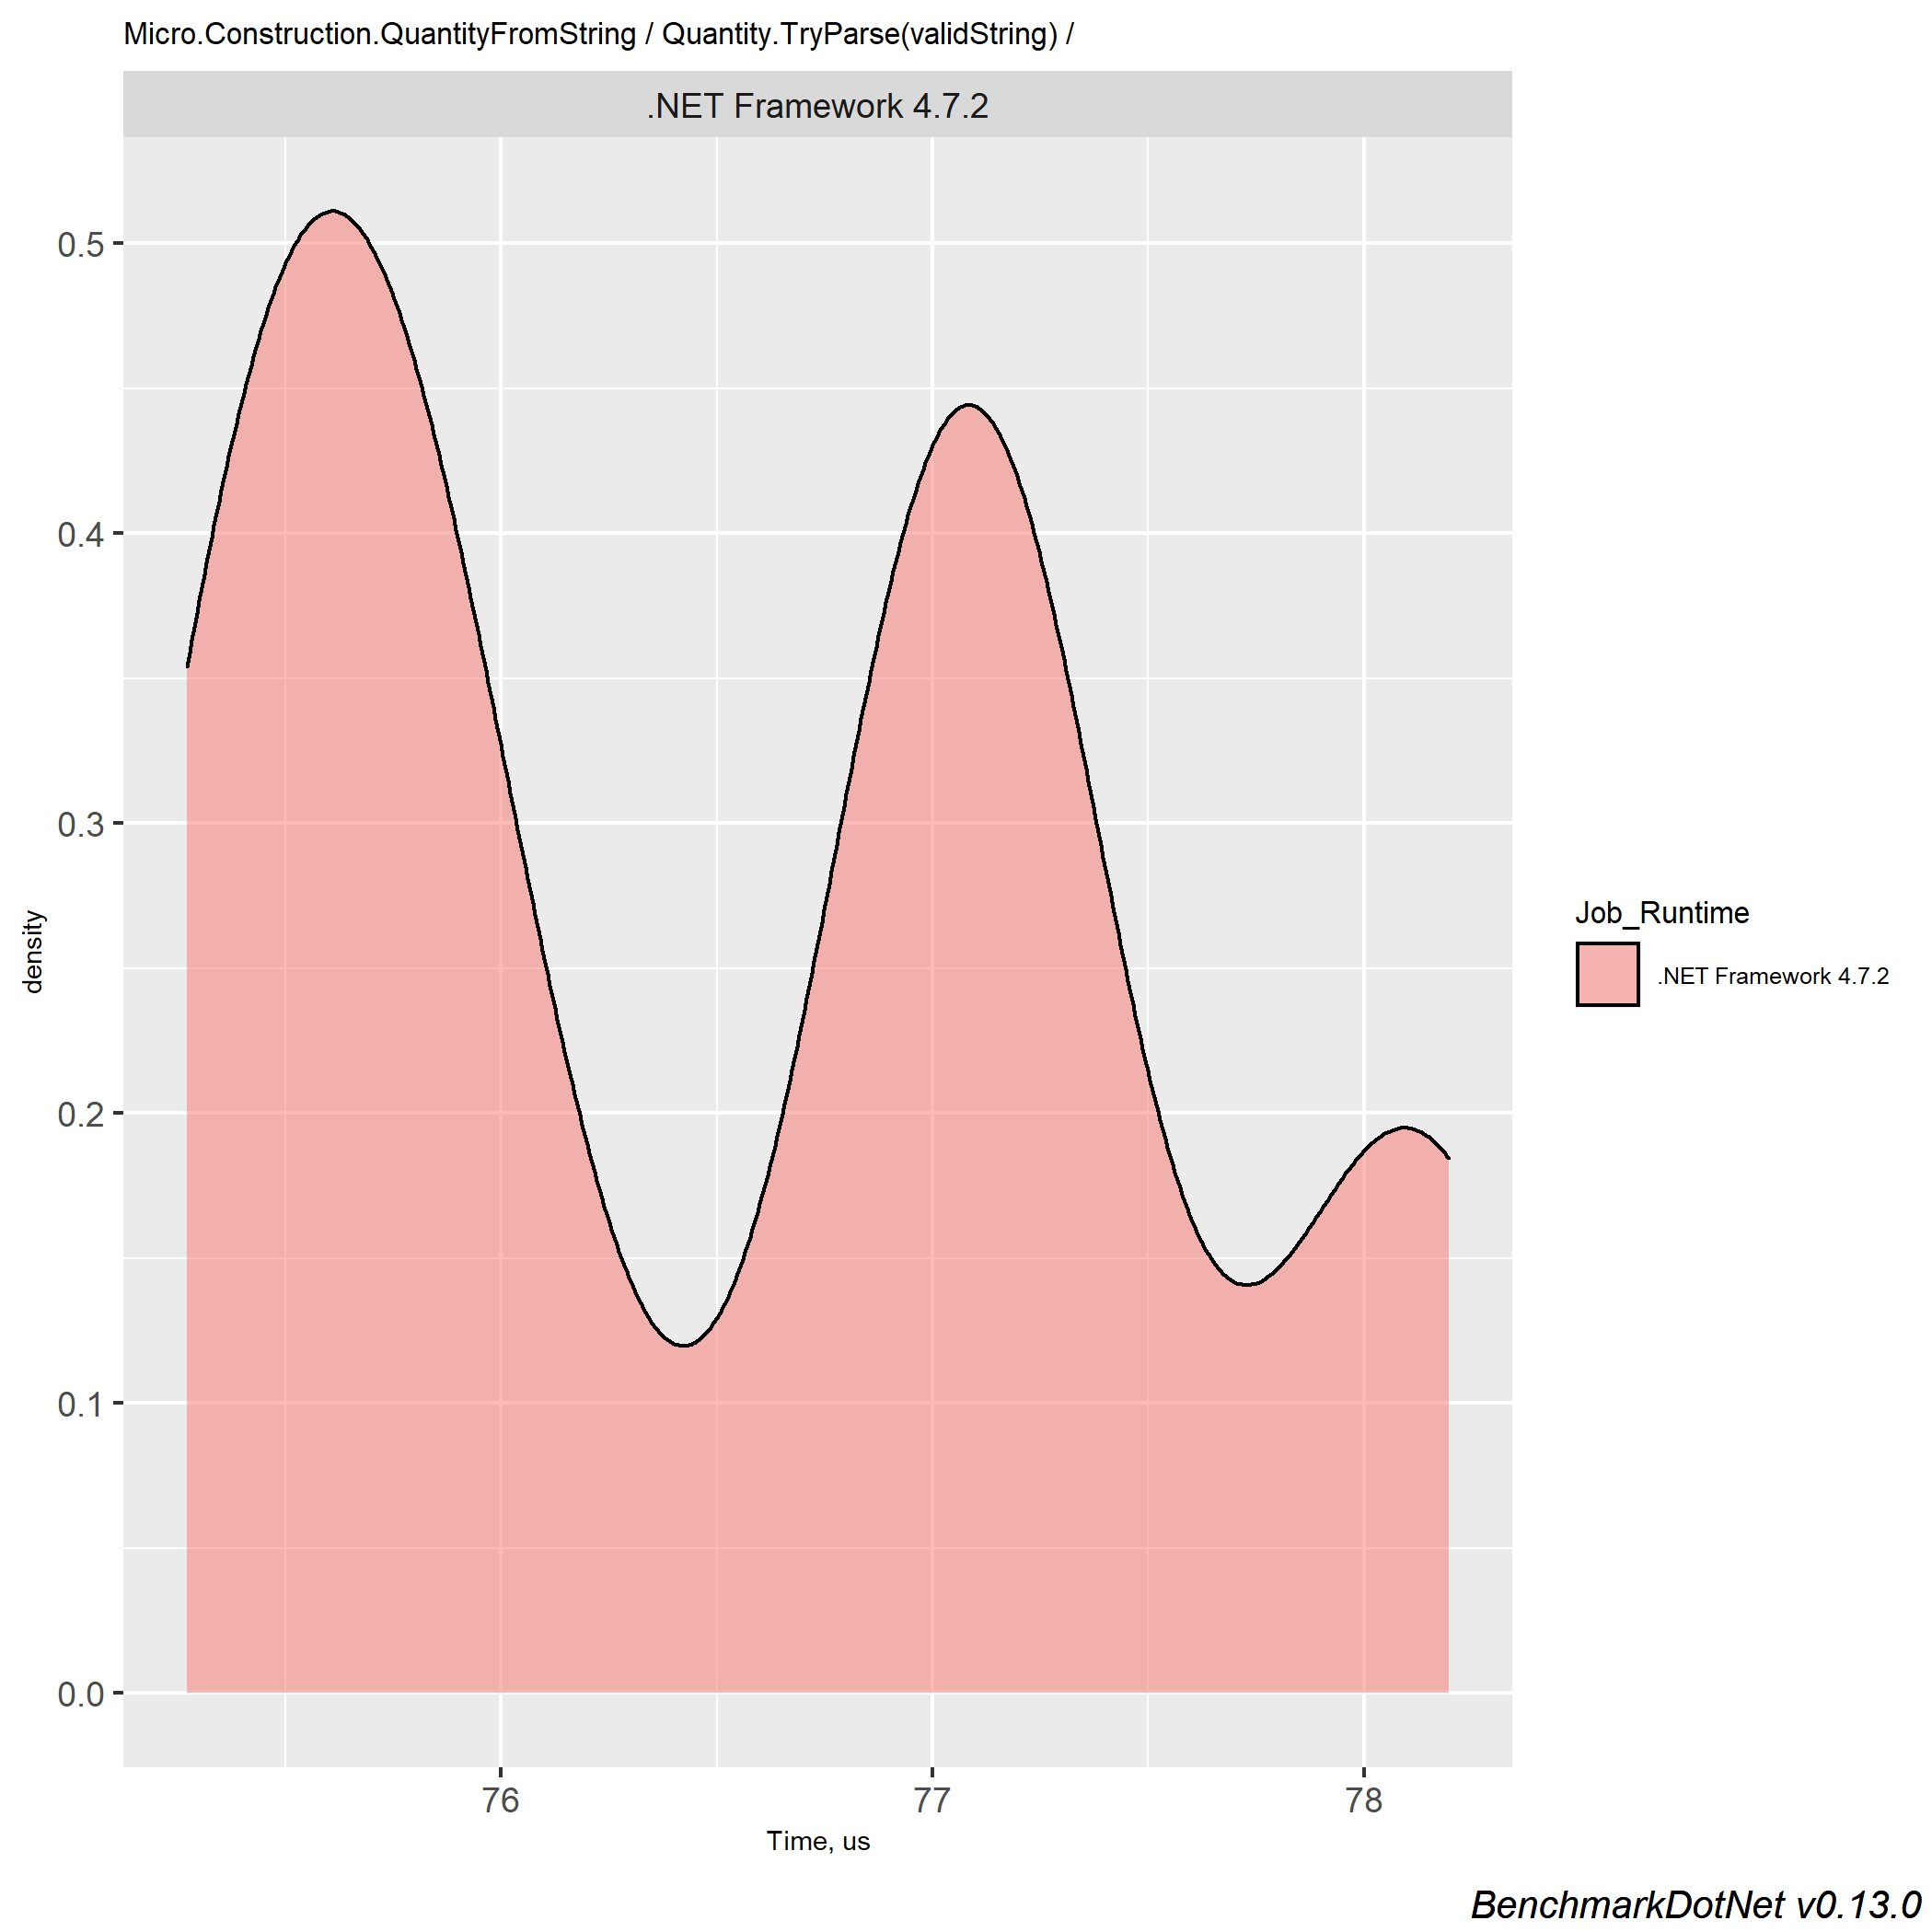 Micro.Construction.QuantityFromString / Quantity.TryParse(validString) /
.NET Framework 4.7.2
0.5
0.4
0.3
0.2
0.1
0.0
density
76
77
78
Time, us
Job_Runtime
.NET Framework 4.7.2
BenchmarkDotNet v0.13.0